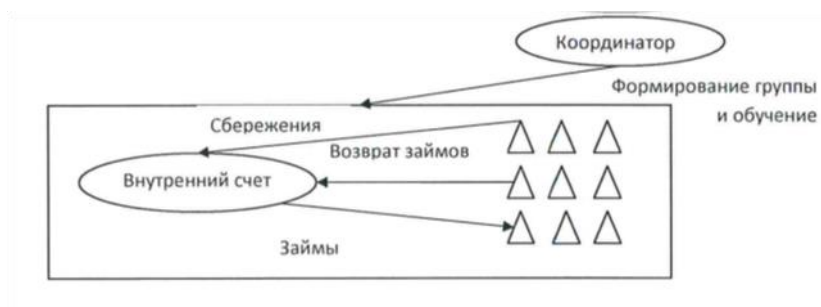 Координатор
Формирование группы
и обучение
Сбережения
Возврат займов
Внутренний счет
Займы